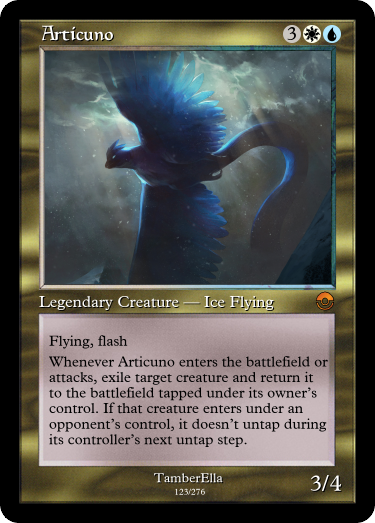 Articuno 3
Legendary Creature — Ice Flying
Flying, flash
Whenever Articuno enters the battlefield or
attacks, exile target creature and return it
to the battlefield tapped under its owner's
control. If that creature enters under an
opponent's control, it doesn't untap during
its controller's next untap step.
TamberElla
123/276
3/4